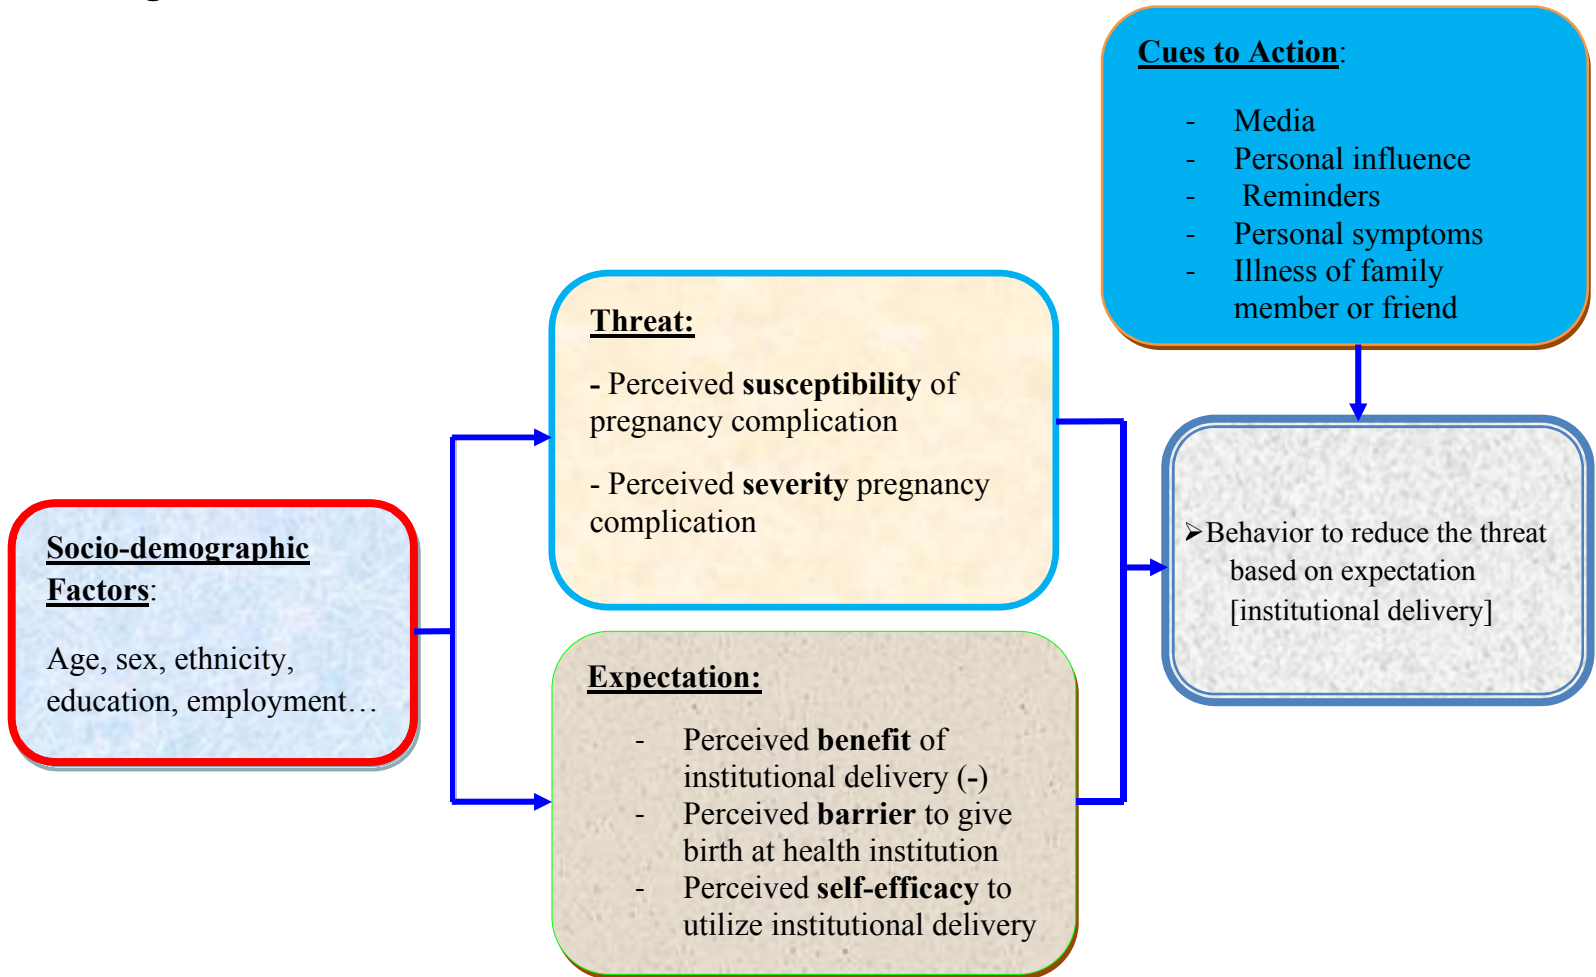 Cues to Action:
- Media
- Personal influence
- Reminders
- Personal symptoms
- Illness of family
member or friend
Threat:
- Perceived susceptibility of
pregnancy complication
- Perceived severity pregnancy
complication
Socio-demographic
Factors:
Age, sex, ethnicity,
education, employment…
Expectation:
- Perceived benefit of
institutional delivery (-)
- Perceived barrier to give
birth at health institution
- Perceived self-efficacy to
utilize institutional delivery
➢Behavior to reduce the threat
based on expectation
[institutional delivery]